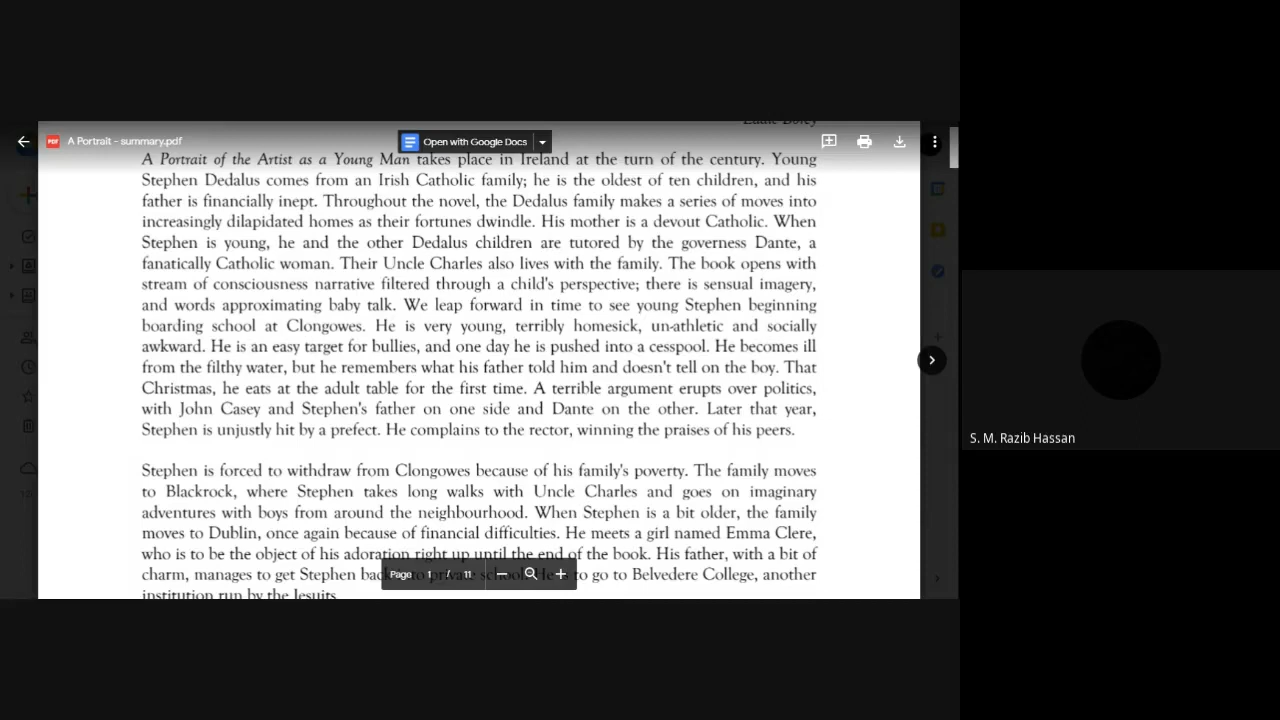 A Portrait - summary.pdf
Open with Google Docs
A Portrait of the Artist as a Young Man takes place in Ireland at the turn of the century. Young
Stephen Dedalus comes from an Irish Catholic family; he is the oldest of ten children, and his
father is financially inept. Throughout the novel, the Dedalus family makes a series of moves into
increasingly dilapidated homes as their fortunes dwindle. His mother is a devout Catholic. When
Stephen is young, he and the other Dedalus children are tutored by the governess Dante, a
fanatically Catholic woman. Their Uncle Charles also lives with the family. The book opens with
stream of consciousness narrative filtered through a child's perspective; there is sensual imagery,
and words approximating baby talk. We leap forward in time to see young Stephen beginning
boarding school at Clongowes. He is very young, terribly homesick, un-athletic and socially
awkward. He is an easy target for bullies, and one day he is pushed into a cesspool. He becomes ill
from the filthy water, but he remembers what his father told him and doesn't tell on the boy. That
Christmas, he eats at the adult table for the first time. A terrible argument erupts over politics,
with John Casey and Stephen's father on one side and Dante on the other. Later that year,
Stephen is unjustly hit by a prefect. He complains to the rector, winning the praises of his peers.
Stephen is forced to withdraw from Clongowes because of his family's poverty. The family moves
to Blackrock, where Stephen takes long walks with Uncle Charles and goes on imaginary
adventures with boys from around the neighbourhood. When Stephen is a bit older, the family
moves to Dublin, once again because of financial difficulties. He meets a girl named Emma Clere,
who is to be the object of his adoration right up until the end of the book. His father, with a bit of
charm, manages to get Stephen back into private school. He is to go to Belvedere College, another
institution run by the Jesuits.
Page 1 / 11
S. M. Razib Hassan